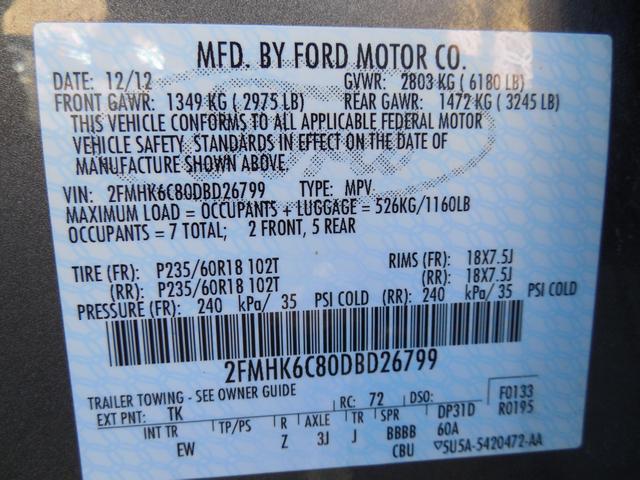 MFD. BY FORD MOTOR CO.
DATE: 12/12 GVWR: 2803 KG ( 6180 LB)
FRONT GAWR: 1349 KG ( 2975 LB) REAR GAWR: 1472 KG ( 3245 LB)
THIS VEHICLE CONFORMS TO ALL APPLICABLE FEDERAL MOTOR
VEHICLE SAFETY STANDARDS IN EFFECT ON THE DATE OF
MANUFACTURE SHOWN ABOVE.
VIN: 2FMHK6C80DBD26799 TYPE: MPV
MAXIMUM LOAD = OCCUPANTS + LUGGAGE = 526KG/1160LB
OCCUPANTS = 7 TOTAL; 2 FRONT, 5 REAR
TIRE (FR): P235/60R18 102T RIMS (FR): 18X7.5J
(RR): P235/60R18 102T (RR): 18X7.5J
PRESSURE (FR): 240 kPa/ 35 PSI COLD (RR): 240 kPa/ 35 PSI COLD
2FMHK6C80DBD26799
TRAILER TOWING - SEE OWNER GUIDE F0133
EXT PNT: TK RC: 72 DSO: R0195
INT TR TP/PS R AXLE TR SPR DP31D
EW Z 3J J BBBB 60A
CBU 5U5A-5420472-AA